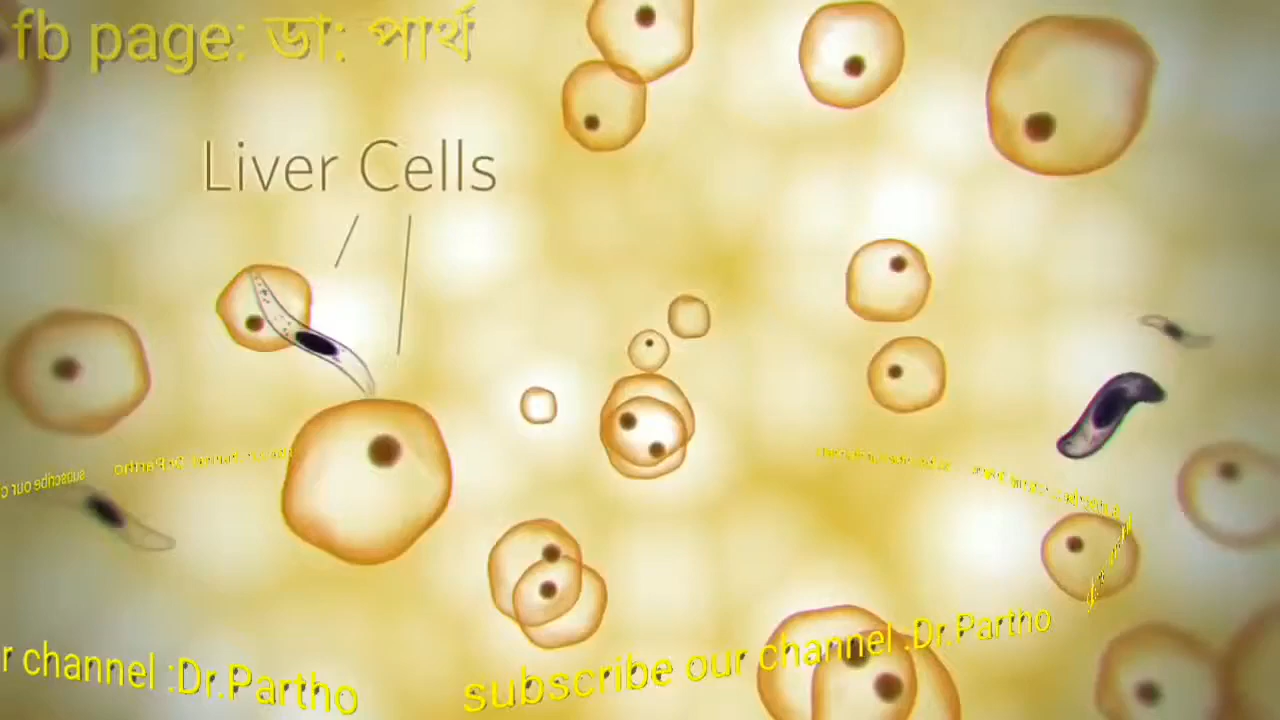 fb page: ডা: পার্থ
Liver Cells
r channel :Dr.Partho
subscribe our channel :Dr.Partho